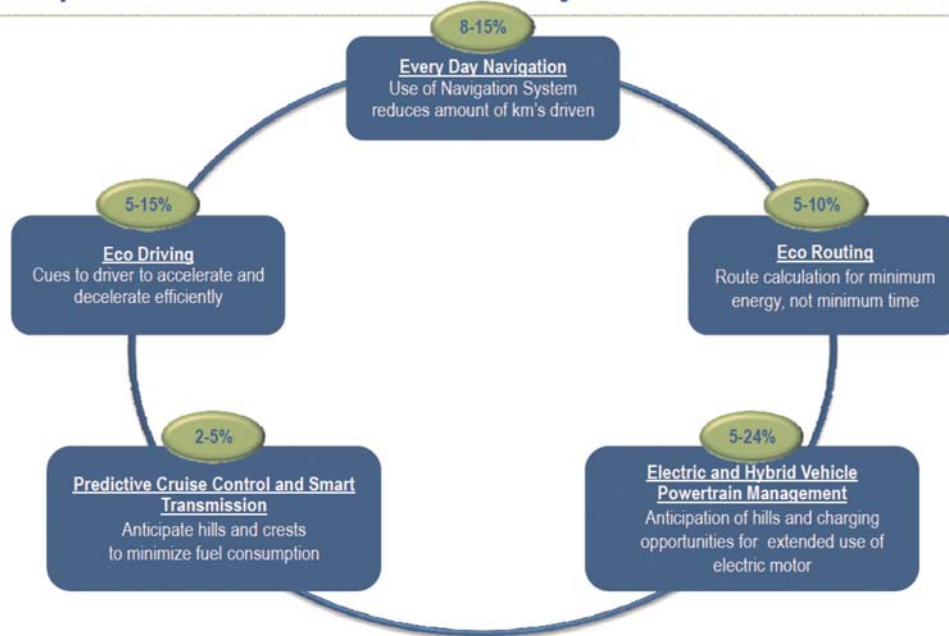 8-15%
Every Day Navigation
Use of Navigation System
reduces amount of km's driven
5-15%
Eco Driving
Cues to driver to accelerate and
decelerate efficiently
5-10%
Eco Routing
Route calculation for minimum
energy, not minimum time
2-5%
Predictive Cruise Control and Smart
Transmission
Anticipate hills and crests
to minimize fuel consumption
5-24%
Electric and Hybrid Vehicle
Powertrain Management
Anticipation of hills and charging
opportunities for extended use of
electric motor